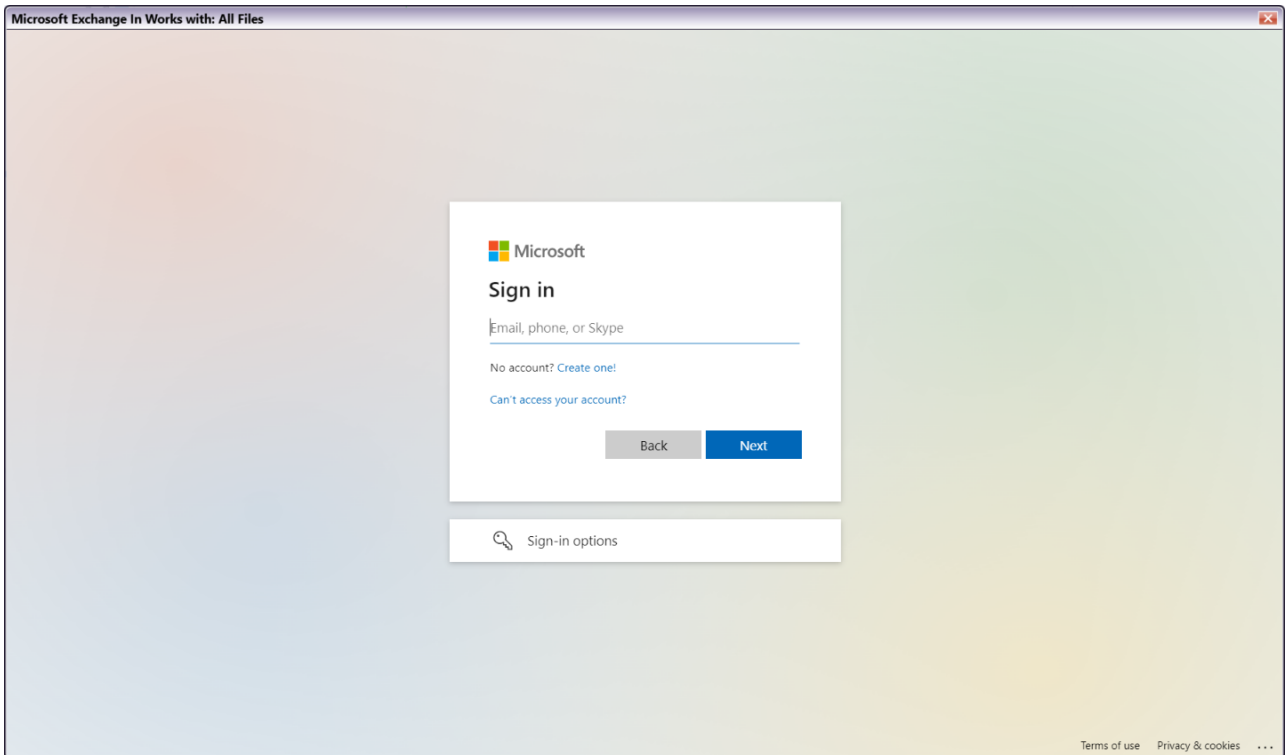 Microsoft Exchange In Works with: All Files
Microsoft
Sign in
Email, phone, or Skype
No account? Create one!
Can't access your account?
Back Next
Sign-in options
Terms of use Privacy & cookies ...